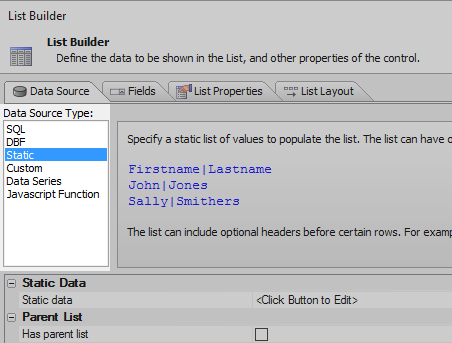 List Builder
List Builder
Define the data to be shown in the List, and other properties of the control.
Data Source Fields List Properties List Layout
Data Source Type:
SQL
DBF
Static
Custom
Data Series
Javascript Function
Specify a static list of values to populate the list. The list can have o
Firstname|Lastname
John|Jones
Sally|Smithers
The list can include optional headers before certain rows. For examp
Static Data
Static data <Click Button to Edit>
Parent List
Has parent list